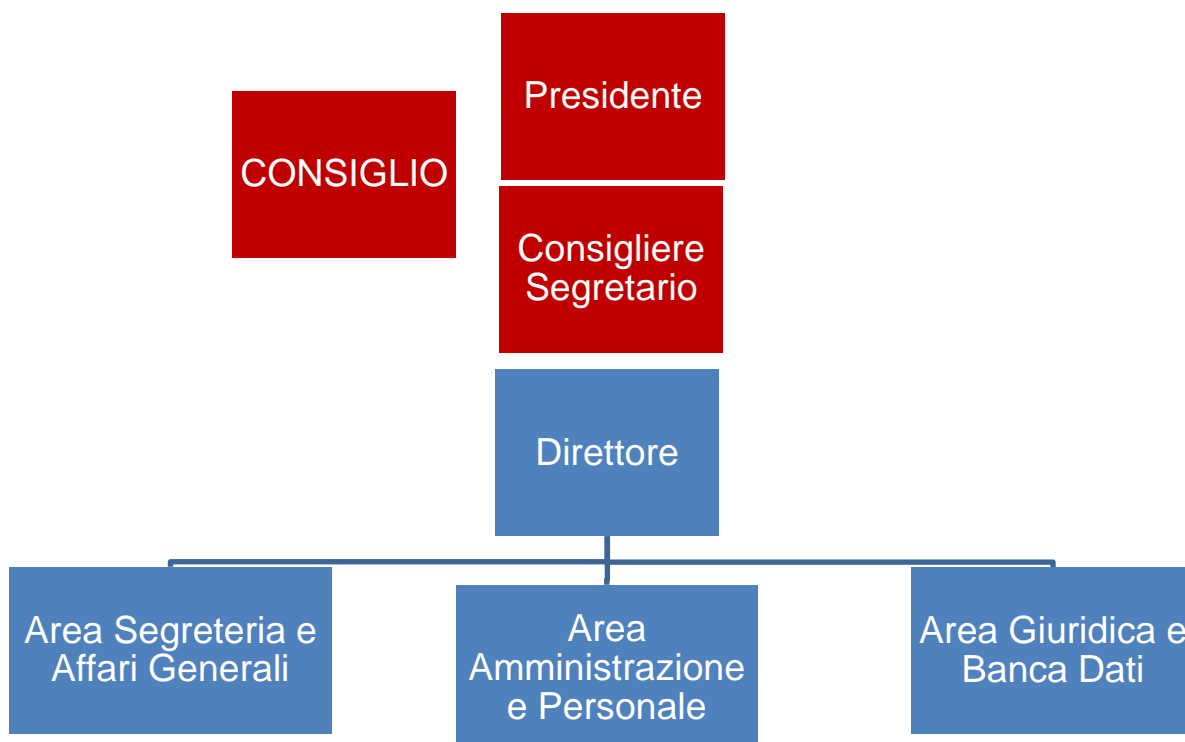 Presidente
CONSIGLIO
Consigliere
Segretario
Direttore
Area Segreteria e
Affari Generali
Area
Amministrazione
e Personale
Area Giuridica e
Banca Dati